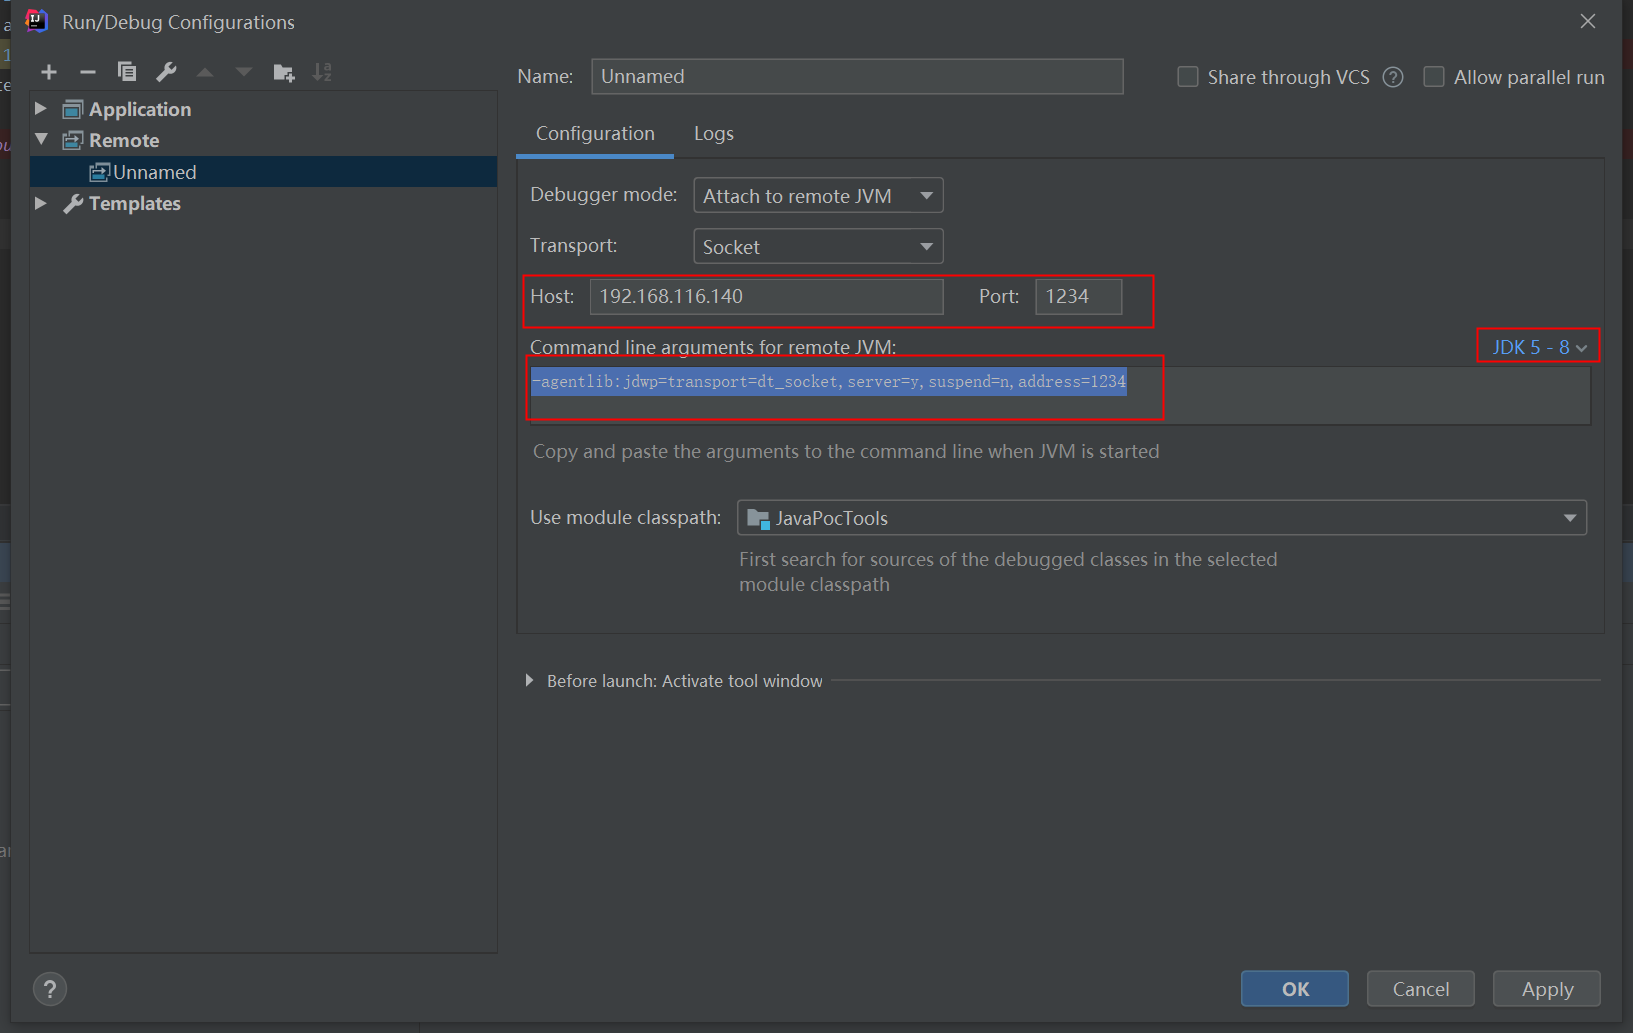 Run/Debug Configurations
Application
Remote
Unnamed
Templates
Name: Unnamed
Share through VCS
Allow parallel run
Configuration Logs
Debugger mode: Attach to remote JVM
Transport: Socket
Host: 192.168.116.140 Port: 1234
Command line arguments for remote JVM: JDK 5 - 8
-agentlib:jdwp=transport=dt_socket,server=y,suspend=n,address=1234
Copy and paste the arguments to the command line when JVM is started
Use module classpath: JavaPocTools
First search for sources of the debugged classes in the selected
module classpath
Before launch: Activate tool window
? OK Cancel Apply